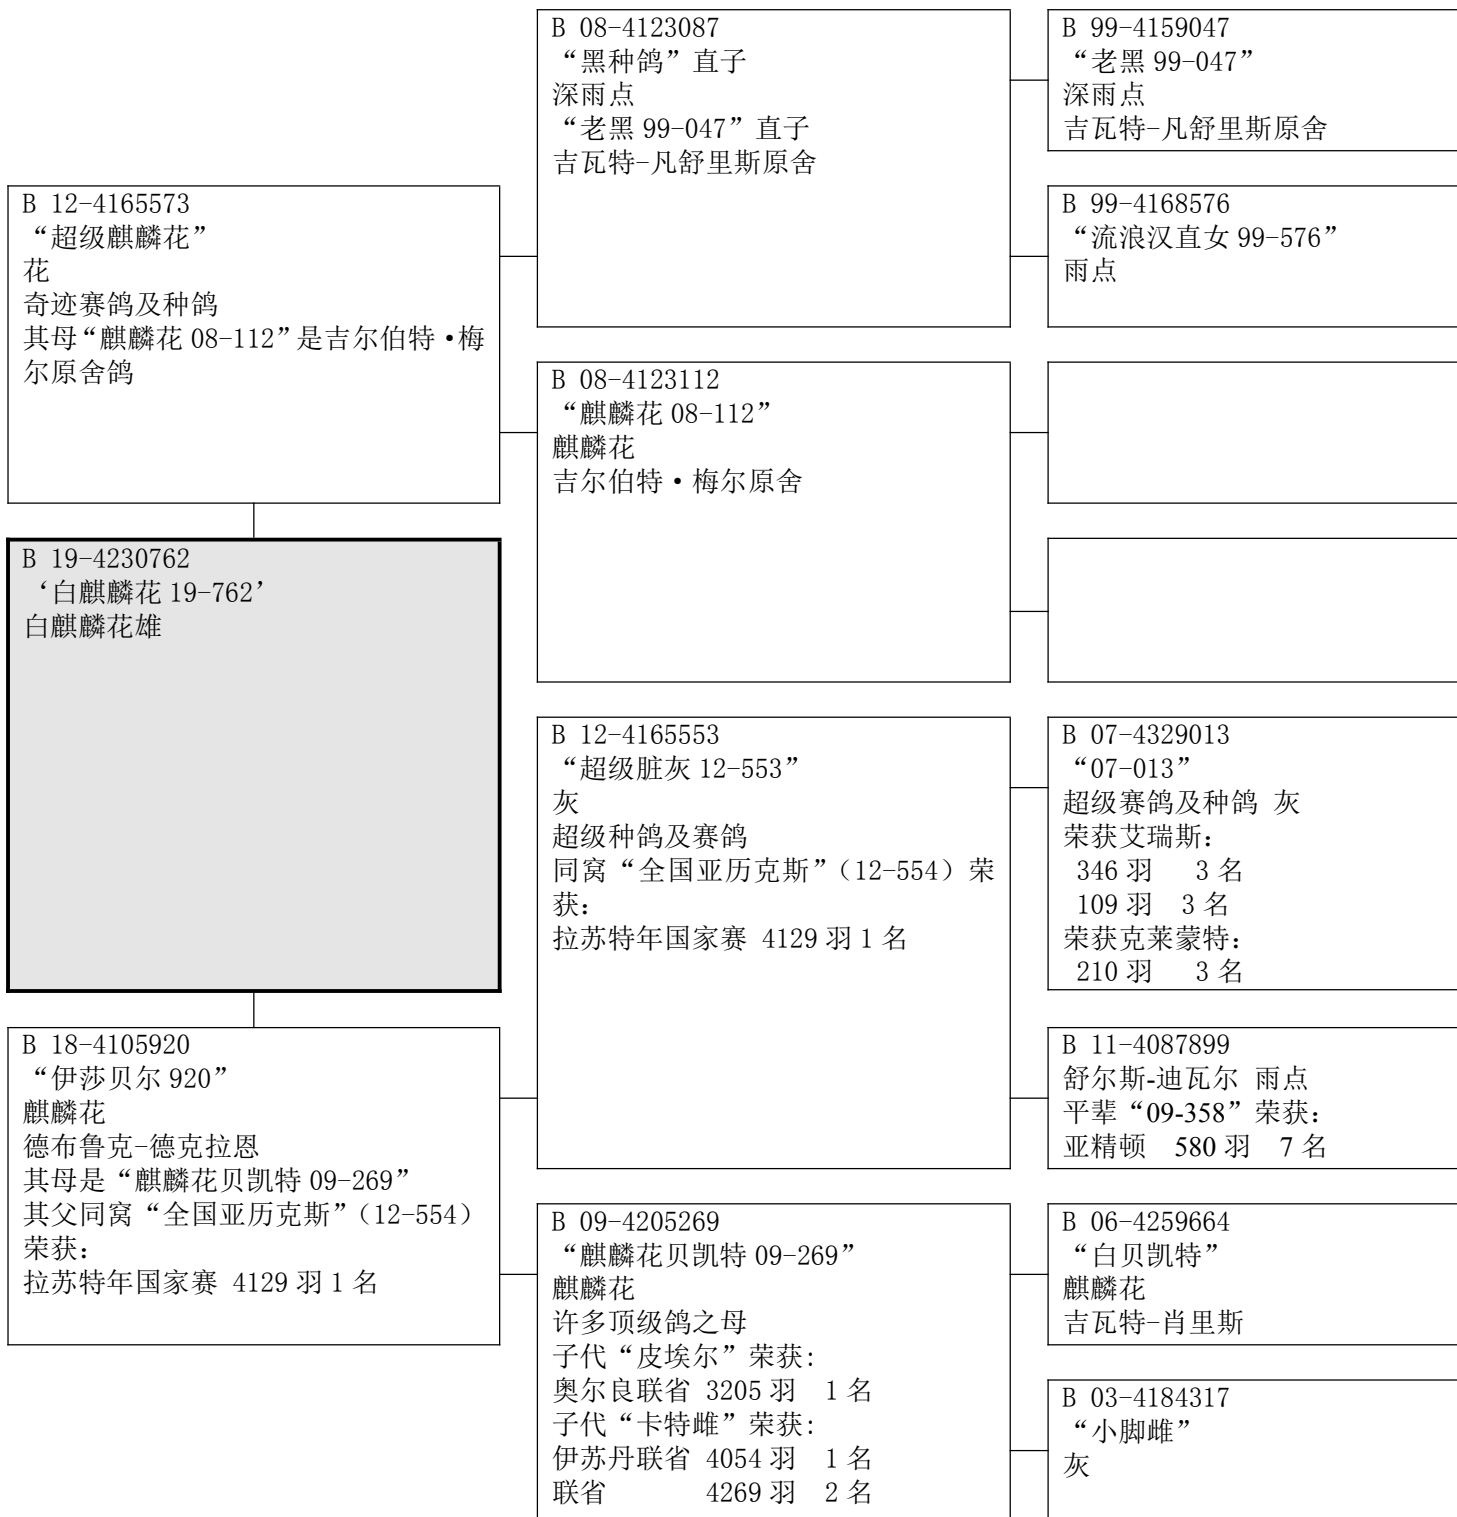 B 12-4165573
“超级麒麟花”
花
奇迹赛鸽及种鸽
其母“麒麟花 08-112”是吉尔伯特•梅
尔原舍鸽
B 19-4230762
‘白麒麟花 19-762’
白麒麟花雄
B 18-4105920
“伊莎贝尔 920”
麒麟花
德布鲁克-德克拉恩
其母是“麒麟花贝凯特 09-269”
其父同窝“全国亚历克斯”（12-554）
荣获：
拉苏特年国家赛 4129 羽 1 名
B 08-4123087
“黑种鸽”直子
深雨点
“老黑 99-047”直子
吉瓦特-凡舒里斯原舍
B 08-4123112
“麒麟花 08-112”
麒麟花
吉尔伯特•梅尔原舍
B 12-4165553
“超级脏灰 12-553”
灰
超级种鸽及赛鸽
同窝“全国亚历克斯”（12-554）荣
获：
拉苏特年国家赛 4129 羽 1 名
B 09-4205269
“麒麟花贝凯特 09-269”
麒麟花
许多顶级鸽之母
子代“皮埃尔”荣获：
奥尔良联省 3205 羽 1 名
子代“卡特雌”荣获：
伊苏丹联省 4054 羽 1 名
联省 4269 羽 2 名
B 99-4159047
“老黑 99-047”
深雨点
吉瓦特-凡舒里斯原舍
B 99-4168576
“流浪汉直女 99-576”
雨点
B 07-4329013
“07-013”
超级赛鸽及种鸽 灰
荣获艾瑞斯：
346 羽 3 名
109 羽 3 名
荣获克莱蒙特：
210 羽 3 名
B 11-4087899
舒尔斯-迪瓦尔 雨点
平辈“09-358”荣获：
亚精顿 580 羽 7 名
B 06-4259664
“白贝凯特”
麒麟花
吉瓦特-肖里斯
B 03-4184317
“小脚雌”
灰